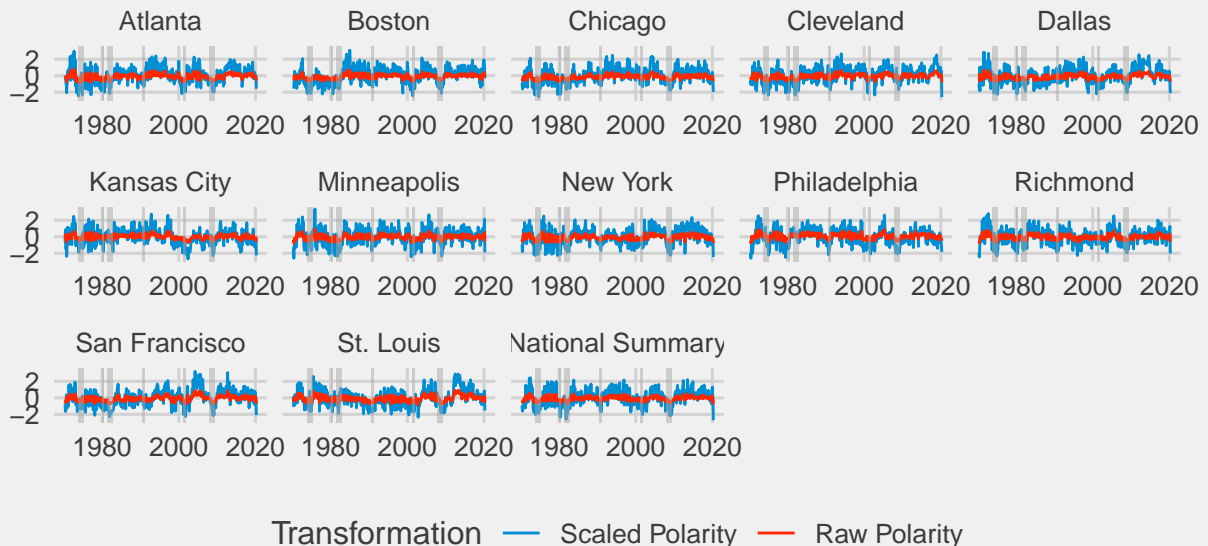 Atlanta Boston Chicago Cleveland Dallas
2
0
−2
1980 2000 2020 1980 2000 2020 1980 2000 2020 1980 2000 2020 1980 2000 2020
Kansas City Minneapolis New York Philadelphia Richmond
2
0
−2
1980 2000 2020 1980 2000 2020 1980 2000 2020 1980 2000 2020 1980 2000 2020
San Francisco St. Louis National Summary
2
0
−2
1980 2000 2020 1980 2000 2020 1980 2000 2020
Transformation Scaled Polarity Raw Polarity